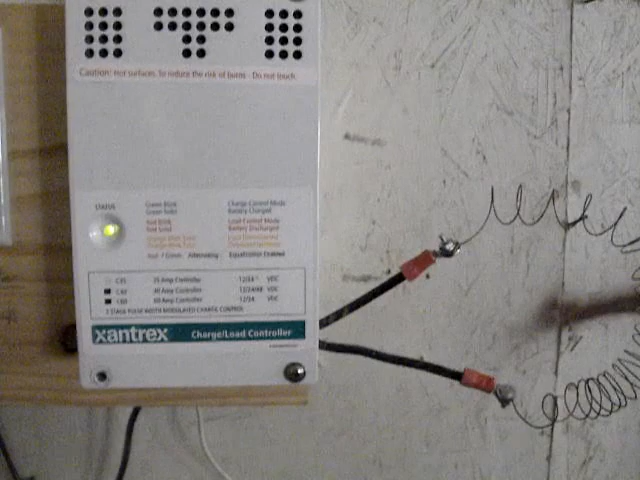 Caution: Hot surfaces. To reduce the risk of burns - Do not touch.
STATUS
Green Blink Charge Control Mode
Green Solid Battery Charged
Red Blink Load Control Mode
Red Solid Battery Discharged
Red / Green Alternating Equalization Enabled
C35 35 Amp Controller 12/24 VDC
C40 40 Amp Controller 12/24/48 VDC
C60 60 Amp Controller 12/24 VDC
3 STAGE PULSE WIDTH MODULATED CHARGE CONTROL
xantrex Charge/Load Controller